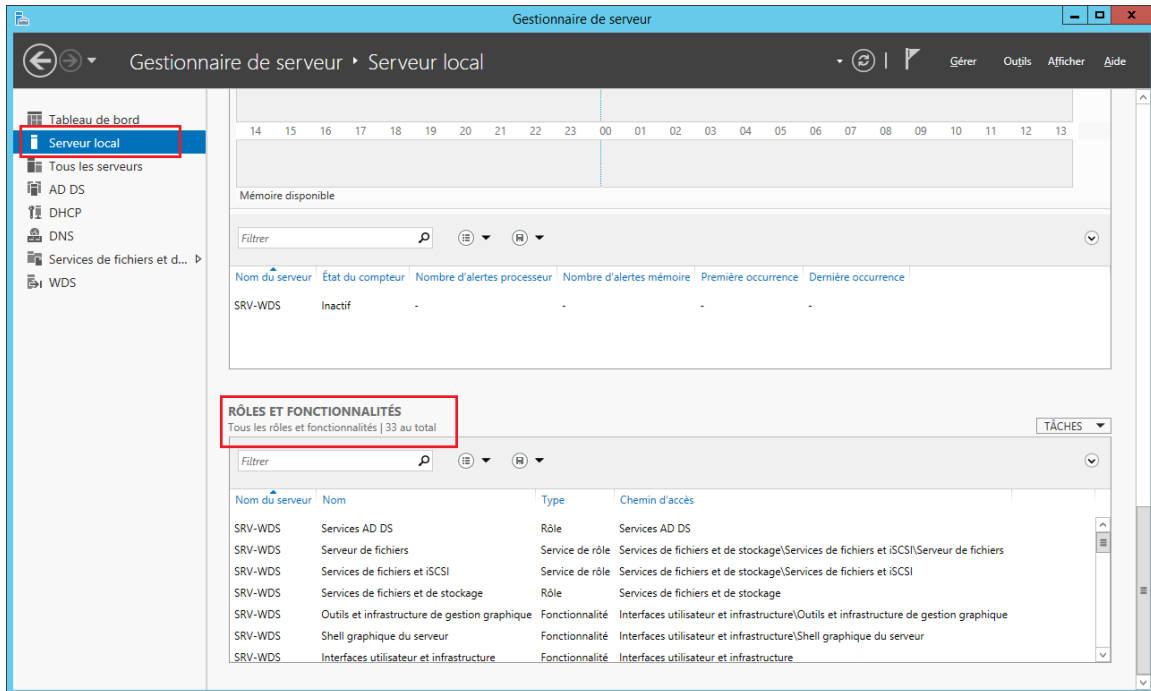 Gestionnaire de serveur
Gestionnaire de serveur ‣ Serveur local
Gérer Outils Afficher Aide
Tableau de bord
Serveur local
Tous les serveurs
AD DS
DHCP
DNS
Services de fichiers et d...
WDS
14 15 16 17 18 19 20 21 22 23 00 01 02 03 04 05 06 07 08 09 10 11 12 13
Mémoire disponible
Filtrer
Nom du serveur État du compteur Nombre d'alertes processeur Nombre d'alertes mémoire Première occurrence Dernière occurrence
SRV-WDS Inactif - - - -
RÔLES ET FONCTIONNALITÉS
Tous les rôles et fonctionnalités | 33 au total
TÂCHES
Filtrer
Nom du serveur Nom Type Chemin d'accès
SRV-WDS Services AD DS Rôle Services AD DS
SRV-WDS Serveur de fichiers Service de rôle Services de fichiers et de stockage\Services de fichiers et iSCSI\Serveur de fichiers
SRV-WDS Services de fichiers et iSCSI Service de rôle Services de fichiers et de stockage\Services de fichiers et iSCSI
SRV-WDS Services de fichiers et de stockage Rôle Services de fichiers et de stockage
SRV-WDS Outils et infrastructure de gestion graphique Fonctionnalité Interfaces utilisateur et infrastructure\Outils et infrastructure de gestion graphique
SRV-WDS Shell graphique du serveur Fonctionnalité Interfaces utilisateur et infrastructure\Shell graphique du serveur
SRV-WDS Interfaces utilisateur et infrastructure Fonctionnalité Interfaces utilisateur et infrastructure